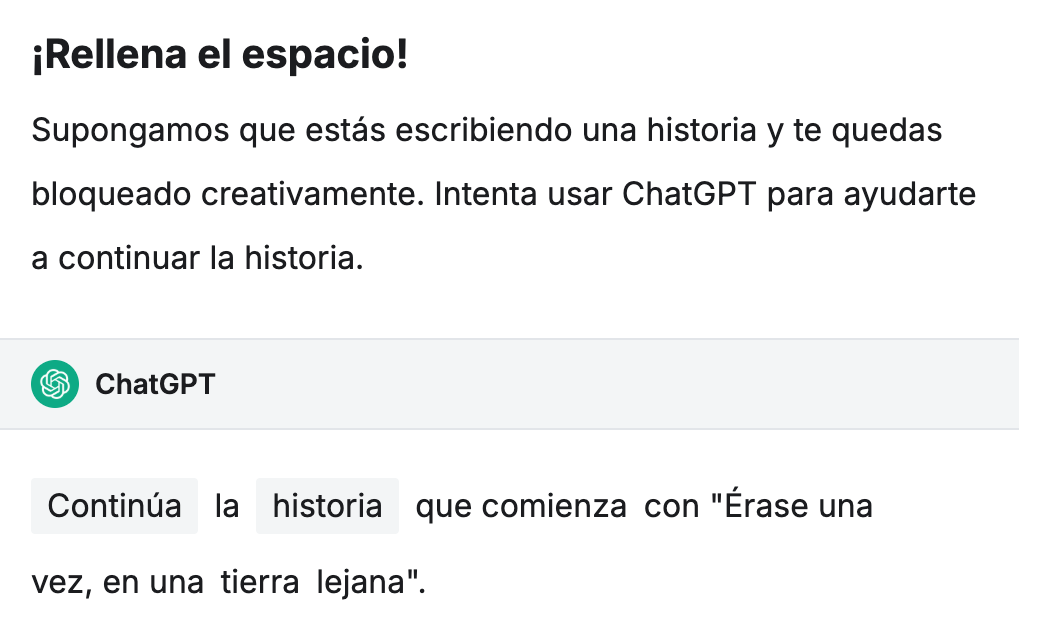 ¡Rellena el espacio!
Supongamos que estás escribiendo una historia y te quedas
bloqueado creativamente. Intenta usar ChatGPT para ayudarte
a continuar la historia.
ChatGPT
Continúa la historia que comienza con "Érase una
vez, en una tierra lejana".